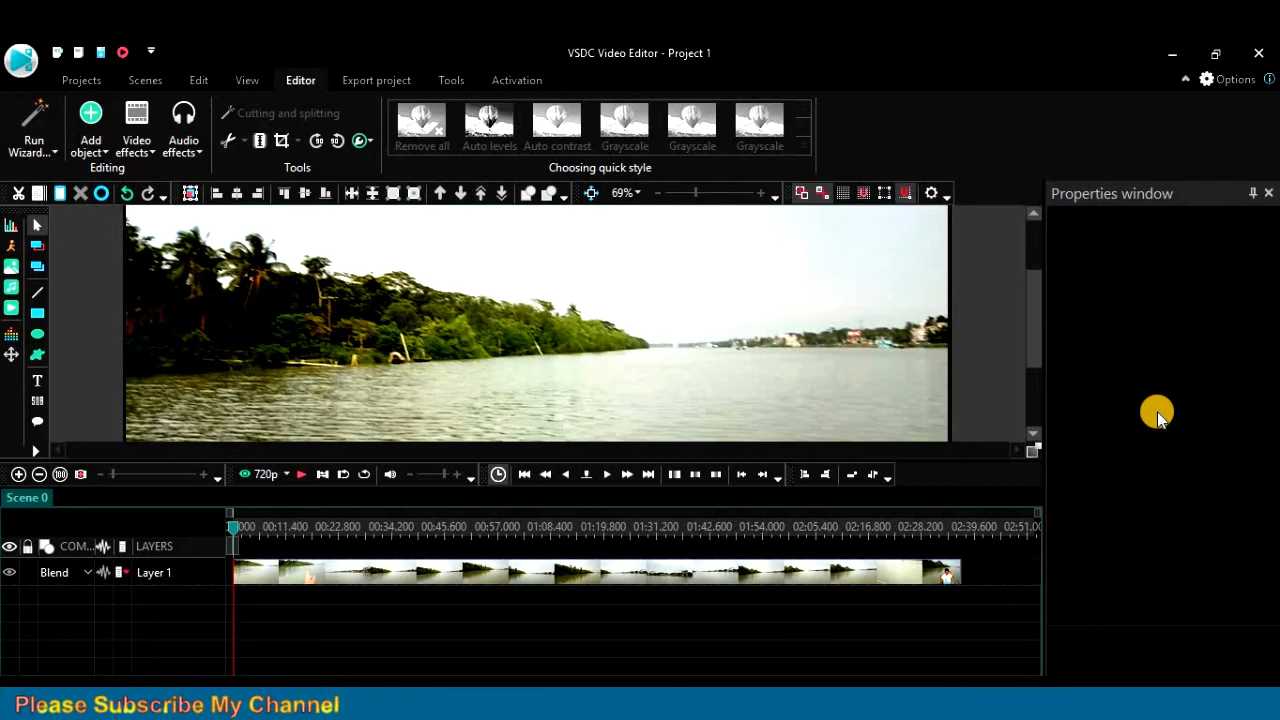 VSDC Video Editor - Project 1
Projects Scenes Edit View Editor Export project Tools Activation Options
Run Wizard... Add object Video effects Audio effects
Editing
Cutting and splitting
Tools
Remove all Auto levels Auto contrast Grayscale Grayscale Grayscale
Choosing quick style
69%
Properties window
T
720p
Scene 0
000 00:11.400 00:22.800 00:34.200 00:45.600 00:57.000 01:08.400 01:19.800 01:31.200 01:42.600 01:54.000 02:05.400 02:16.800 02:28.200 02:39.600 02:51.00
COM... LAYERS
Blend Layer 1
Please Subscribe My Channel